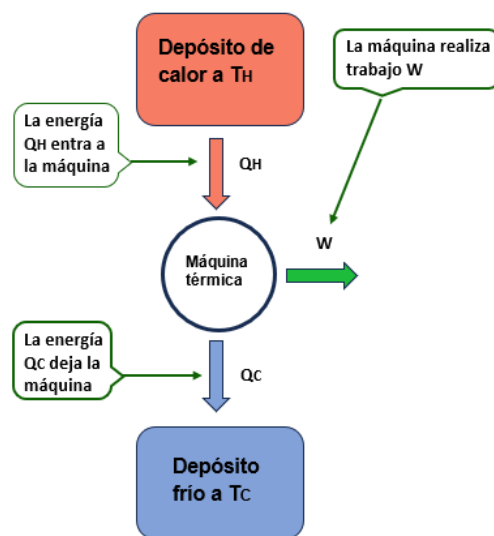 Depósito de
calor a TH
La máquina realiza
trabajo W
La energía
QH entra a
la máquina
QH
W
Máquina
térmica
La energía
QC deja la
máquina
QC
Depósito
frío a TC